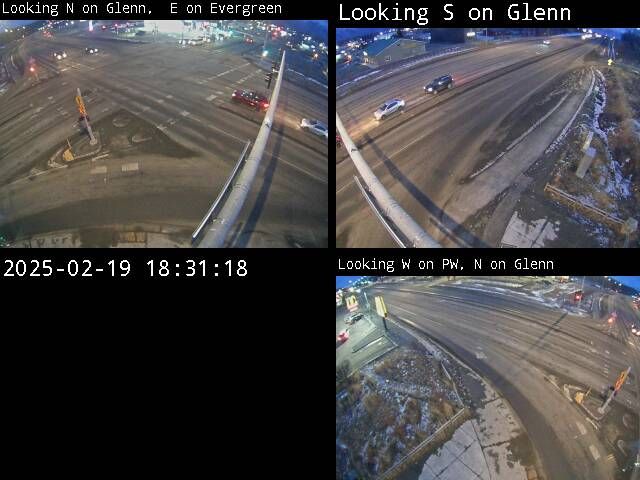 Looking N on Glenn,  E on Evergreen
Looking S on Glenn
2025-02-19 18:31:18
Looking W on PW, N on Glenn